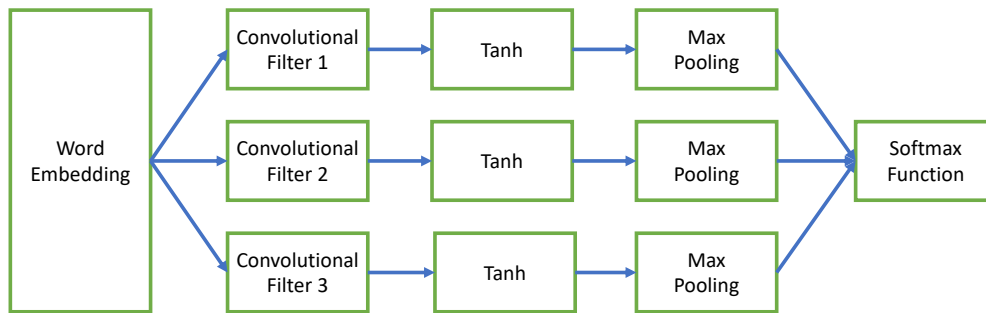 Word
Embedding
Convolutional
Filter 1
Tanh
Max
Pooling
Convolutional
Filter 2
Tanh
Max
Pooling
Convolutional
Filter 3
Tanh
Max
Pooling
Softmax
Function